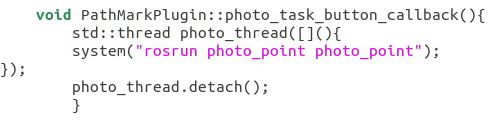 void PathMarkPlugin::photo_task_button_callback(){
std::thread photo_thread([](){
system("rosrun photo_point photo_point");
});
photo_thread.detach();
}